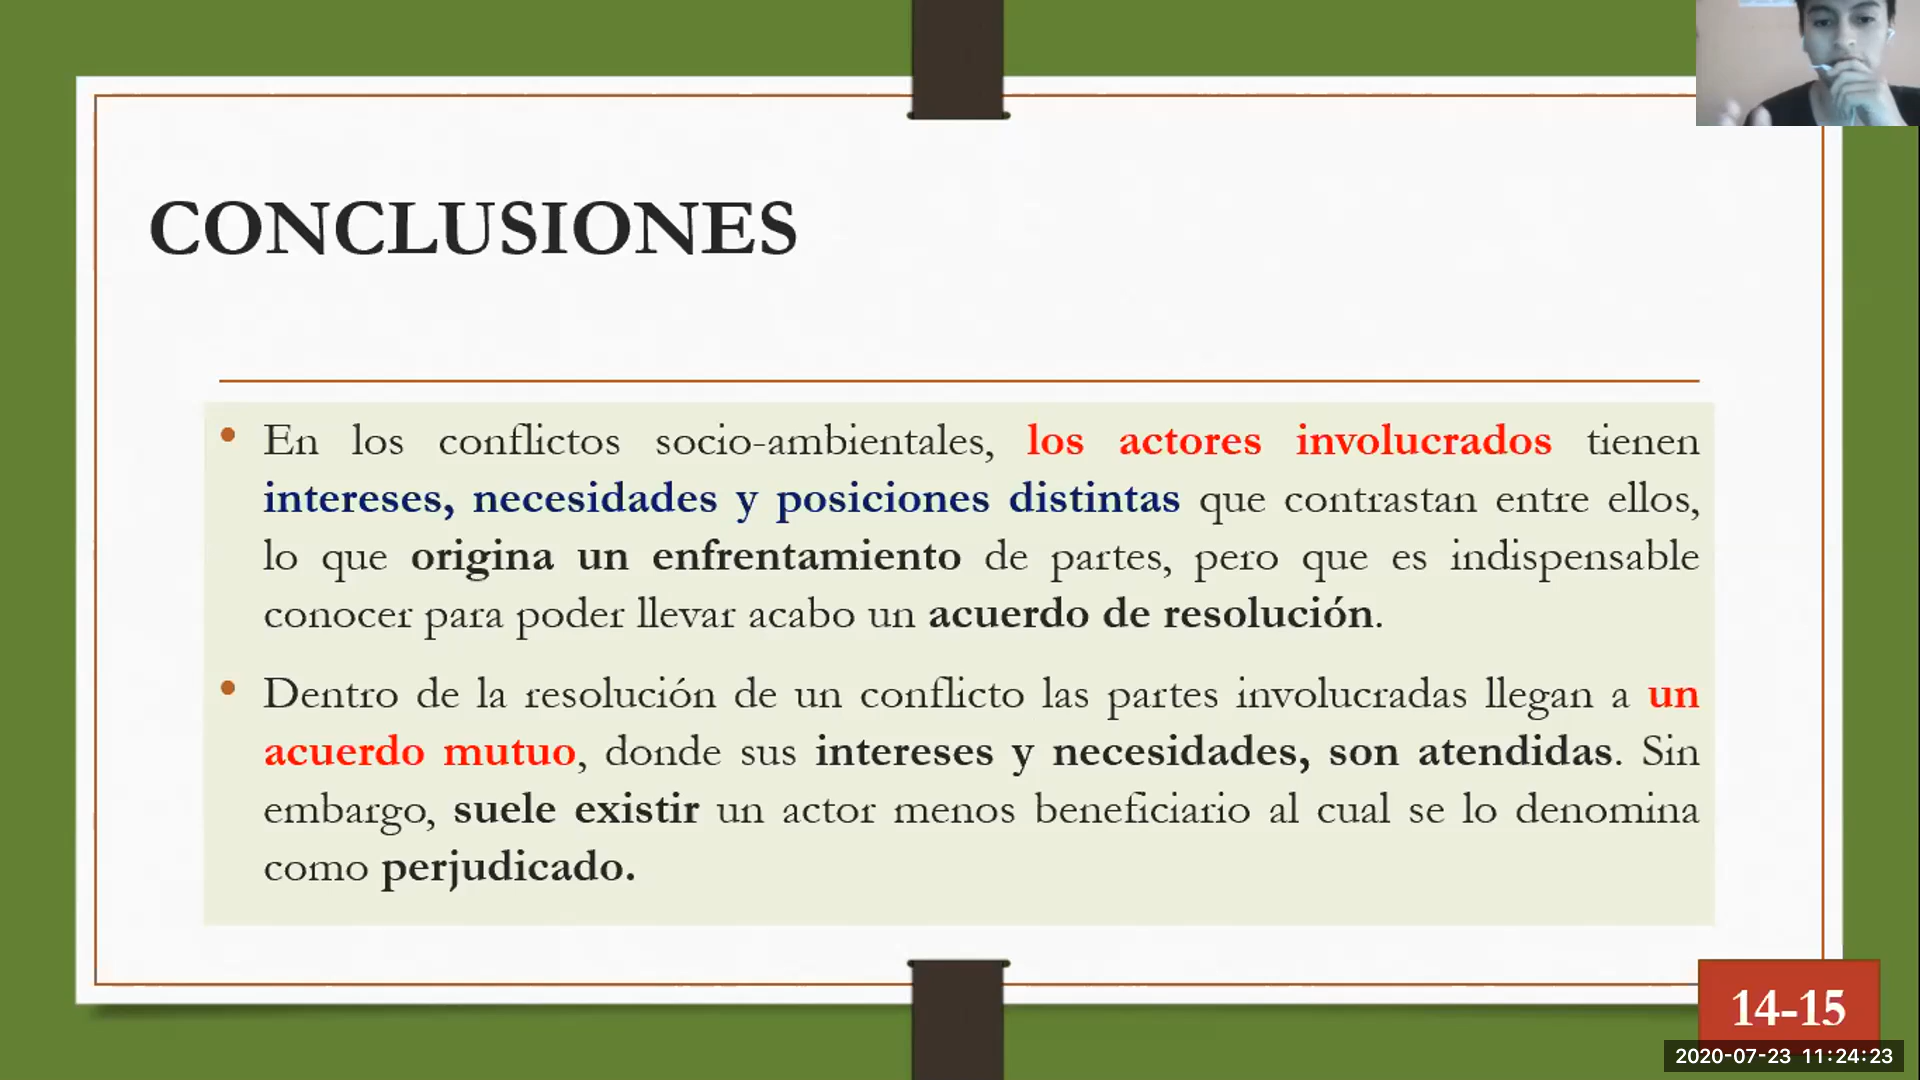 CONCLUSIONES
• En los conflictos socio-ambientales, los actores involucrados tienen
intereses, necesidades y posiciones distintas que contrastan entre ellos,
lo que origina un enfrentamiento de partes, pero que es indispensable
conocer para poder llevar acabo un acuerdo de resolución.
• Dentro de la resolución de un conflicto las partes involucradas llegan a un
acuerdo mutuo, donde sus intereses y necesidades, son atendidas. Sin
embargo, suele existir un actor menos beneficiario al cual se lo denomina
como perjudicado.
14-15
2020-07-23 11:24:23